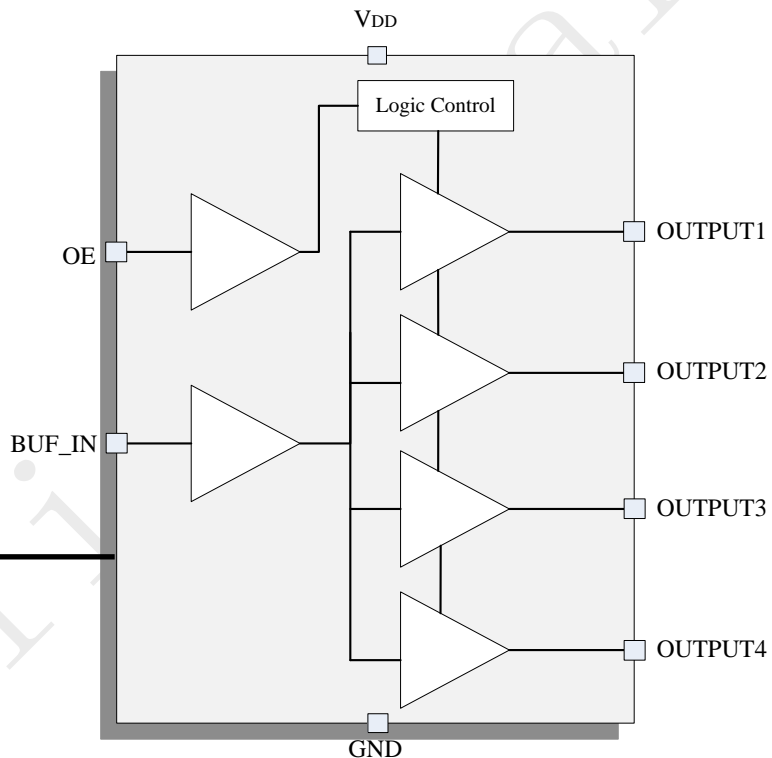 VDD
Logic Control
OUTPUT1
OE
OUTPUT2
BUF_IN
OUTPUT3
OUTPUT4
GND